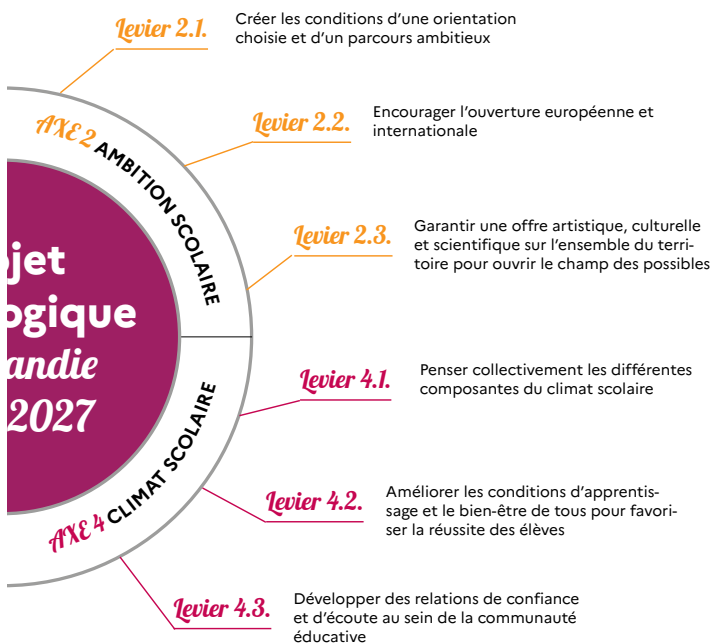 Levier 2.1.
Créer les conditions d'une orientation
choisie et d'un parcours ambitieux
Levier 2.2.
Encourager l'ouverture européenne et
internationale
AXE 2 AMBITION SCOLAIRE
Levier 2.3.
Garantir une offre artistique, culturelle
et scientifique sur l'ensemble du terri-
toire pour ouvrir le champ des possibles
jet
ogique
andie
2027
Levier 4.1.
Penser collectivement les différentes
composantes du climat scolaire
AXE 4 CLIMAT SCOLAIRE
Levier 4.2.
Améliorer les conditions d'apprentis-
sage et le bien-être de tous pour favori-
ser la réussite des élèves
Levier 4.3.
Développer des relations de confiance
et d'écoute au sein de la communauté
éducative